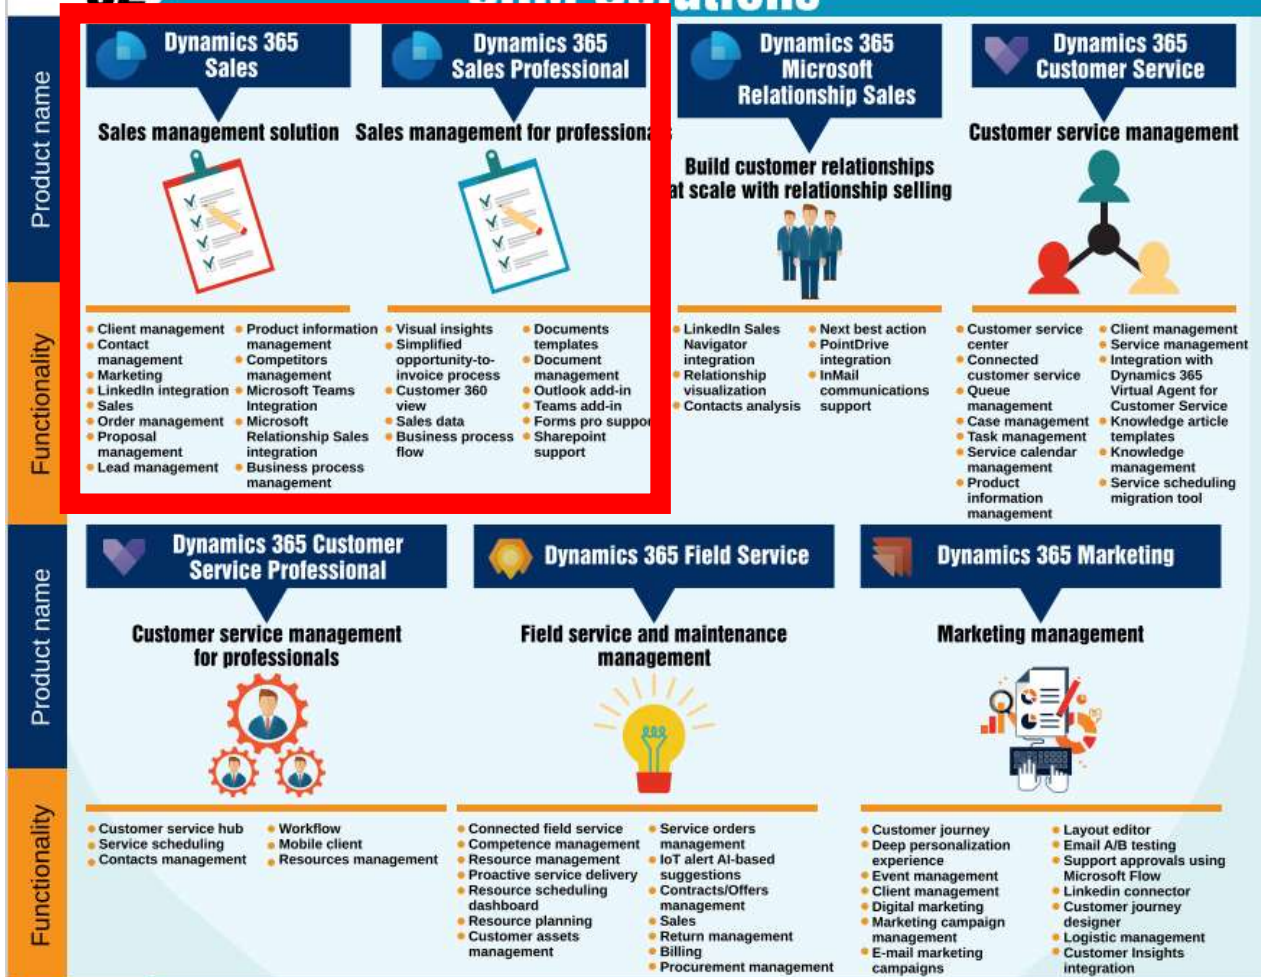 Dynamics 365
Sales
Dynamics 365
Sales Professional
Dynamics 365
Microsoft
Relationship Sales
Dynamics 365
Customer Service
Product name
Sales management solution
Sales management for professionals
Build customer relationships
at scale with relationship selling
Customer service management
Functionality
Client management
Contact
management
Marketing
LinkedIn integration
Sales
Order management
Proposal
management
Lead management
Product information
management
Competitors
management
Microsoft Teams
Integration
Microsoft
Relationship Sales
integration
Business process
management
Visual insights
Simplified
opportunity-to-
invoice process
Customer 360
view
Sales data
Business process
flow
Documents
templates
Document
management
Outlook add-in
Teams add-in
Forms pro suppor
Sharepoint
support
LinkedIn Sales
Navigator
integration
Relationship
visualization
Contacts analysis
Next best action
PointDrive
integration
InMail
communications
support
Customer service
center
Connected
customer service
Queue
management
Case management
Task management
Service calendar
management
Product
information
management
Client management
Service management
Integration with
Dynamics 365
Virtual Agent for
Customer Service
Knowledge article
templates
Knowledge
management
Service scheduling
migration tool
Dynamics 365 Customer
Service Professional
Dynamics 365 Field Service
Dynamics 365 Marketing
Product name
Customer service management
for professionals
Field service and maintenance
management
Marketing management
Functionality
Customer service hub
Service scheduling
Contacts management
Workflow
Mobile client
Resources management
Connected field service
Competence management
Resource management
Proactive service delivery
Resource scheduling
dashboard
Resource planning
Customer assets
management
Service orders
management
IoT alert AI-based
suggestions
Contracts/Offers
management
Sales
Return management
Billing
Procurement management
Customer journey
Deep personalization
experience
Event management
Client management
Digital marketing
Marketing campaign
management
E-mail marketing
campaigns
Layout editor
Email A/B testing
Support approvals using
Microsoft Flow
Linkedin connector
Customer journey
designer
Logistic management
Customer Insights
integration